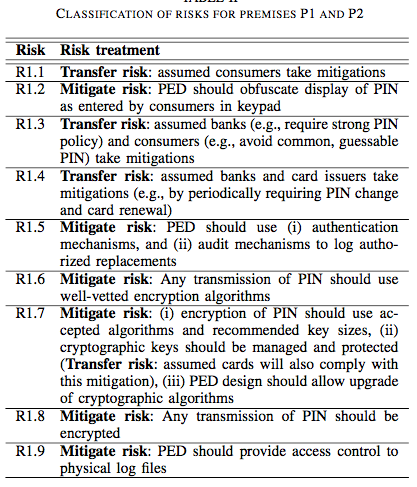 TABLE II
CLASSIFICATION OF RISKS FOR PREMISES P1 AND P2
Risk Risk treatment
R1.1 Transfer risk: assumed consumers take mitigations
R1.2 Mitigate risk: PED should obfuscate display of PIN
as entered by consumers in keypad
R1.3 Transfer risk: assumed banks (e.g., require strong PIN
policy) and consumers (e.g., avoid common, guessable
PIN) take mitigations
R1.4 Transfer risk: assumed banks and card issuers take
mitigations (e.g., by periodically requiring PIN change
and card renewal)
R1.5 Mitigate risk: PED should use (i) authentication
mechanisms, and (ii) audit mechanisms to log autho-
rized replacements
R1.6 Mitigate risk: Any transmission of PIN should use
well-vetted encryption algorithms
R1.7 Mitigate risk: (i) encryption of PIN should use ac-
cepted algorithms and recommended key sizes, (ii)
cryptographic keys should be managed and protected
(Transfer risk: assumed cards will also comply with
this mitigation), (iii) PED design should allow upgrade
of cryptographic algorithms
R1.8 Mitigate risk: Any transmission of PIN should be
encrypted
R1.9 Mitigate risk: PED should provide access control to
physical log files